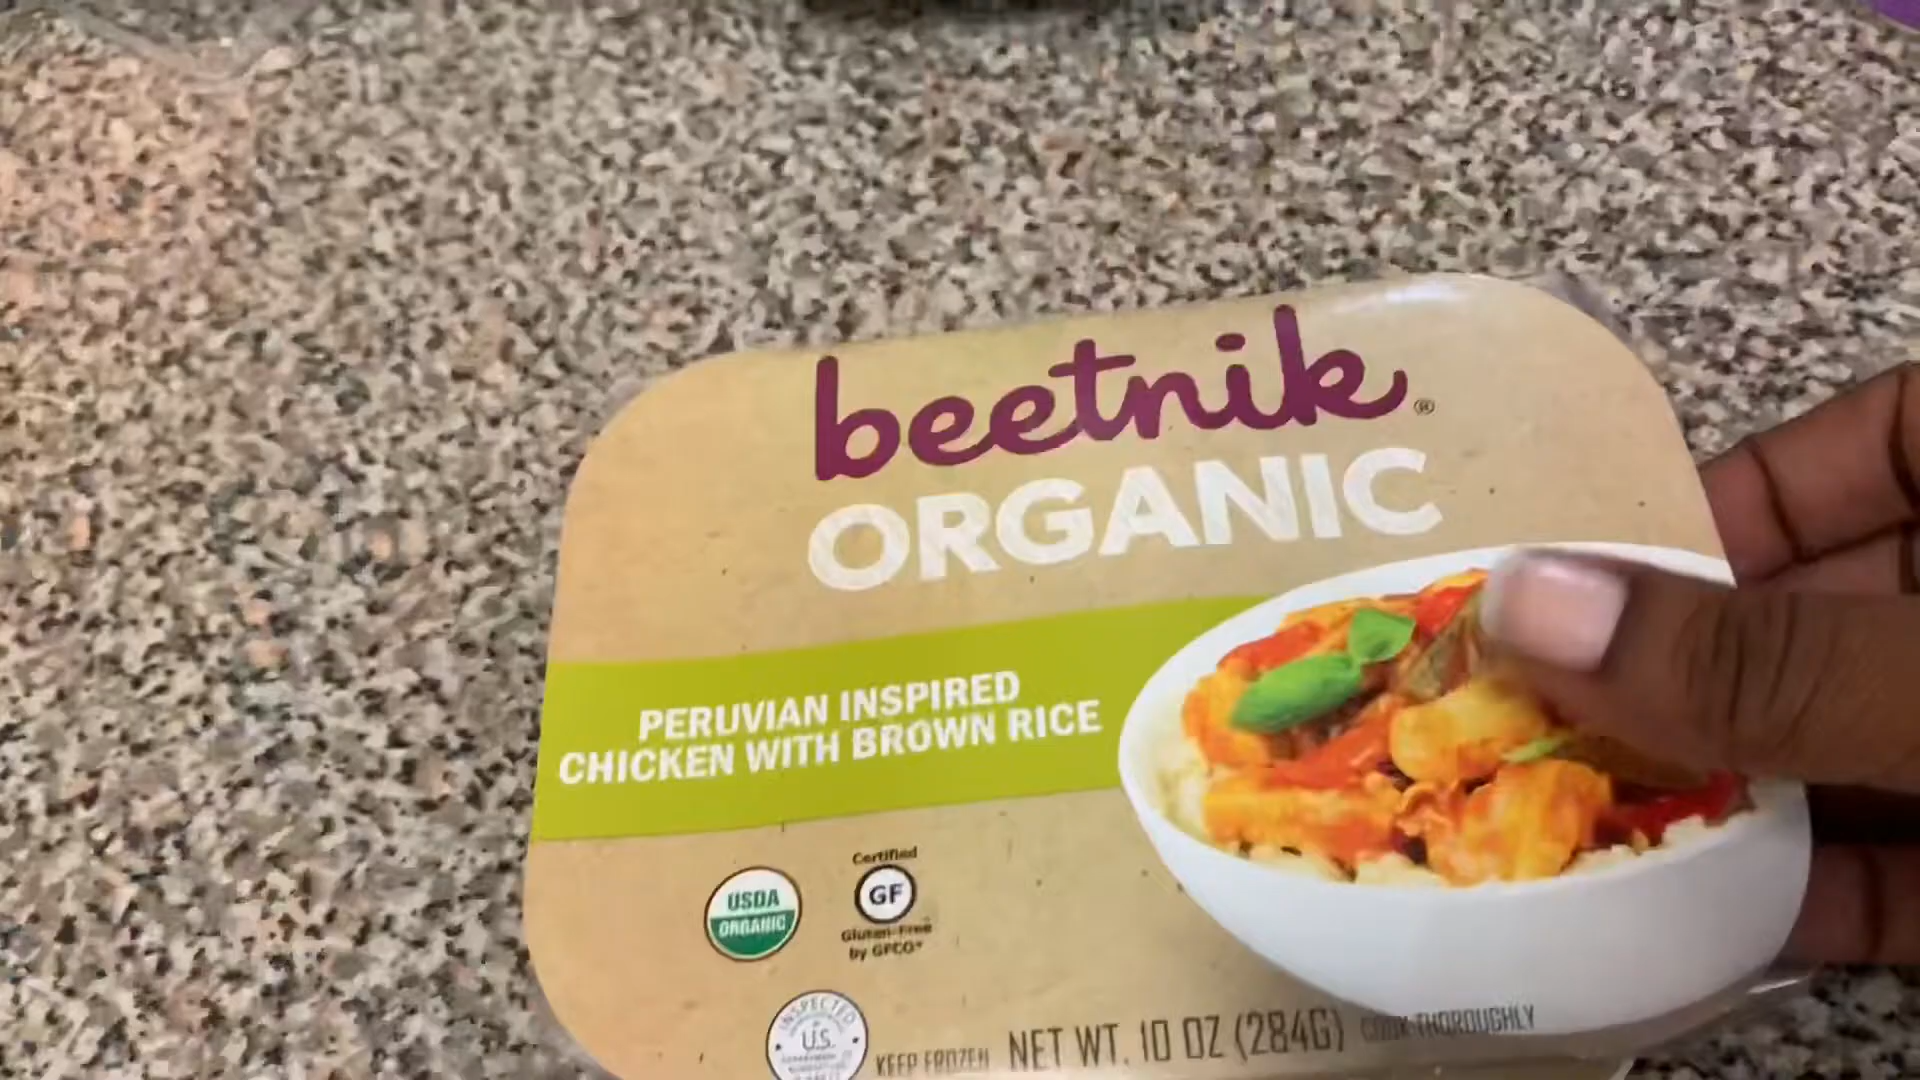 beetnik®
ORGANIC
PERUVIAN INSPIRED
CHICKEN WITH BROWN RICE
USDA
ORGANIC
Certified
GF
Gluten-Free
by GFCO
INSPECTED
U.S.
KEEP FROZEN
NET WT. 10 OZ (284G)
COOK THOROUGHLY